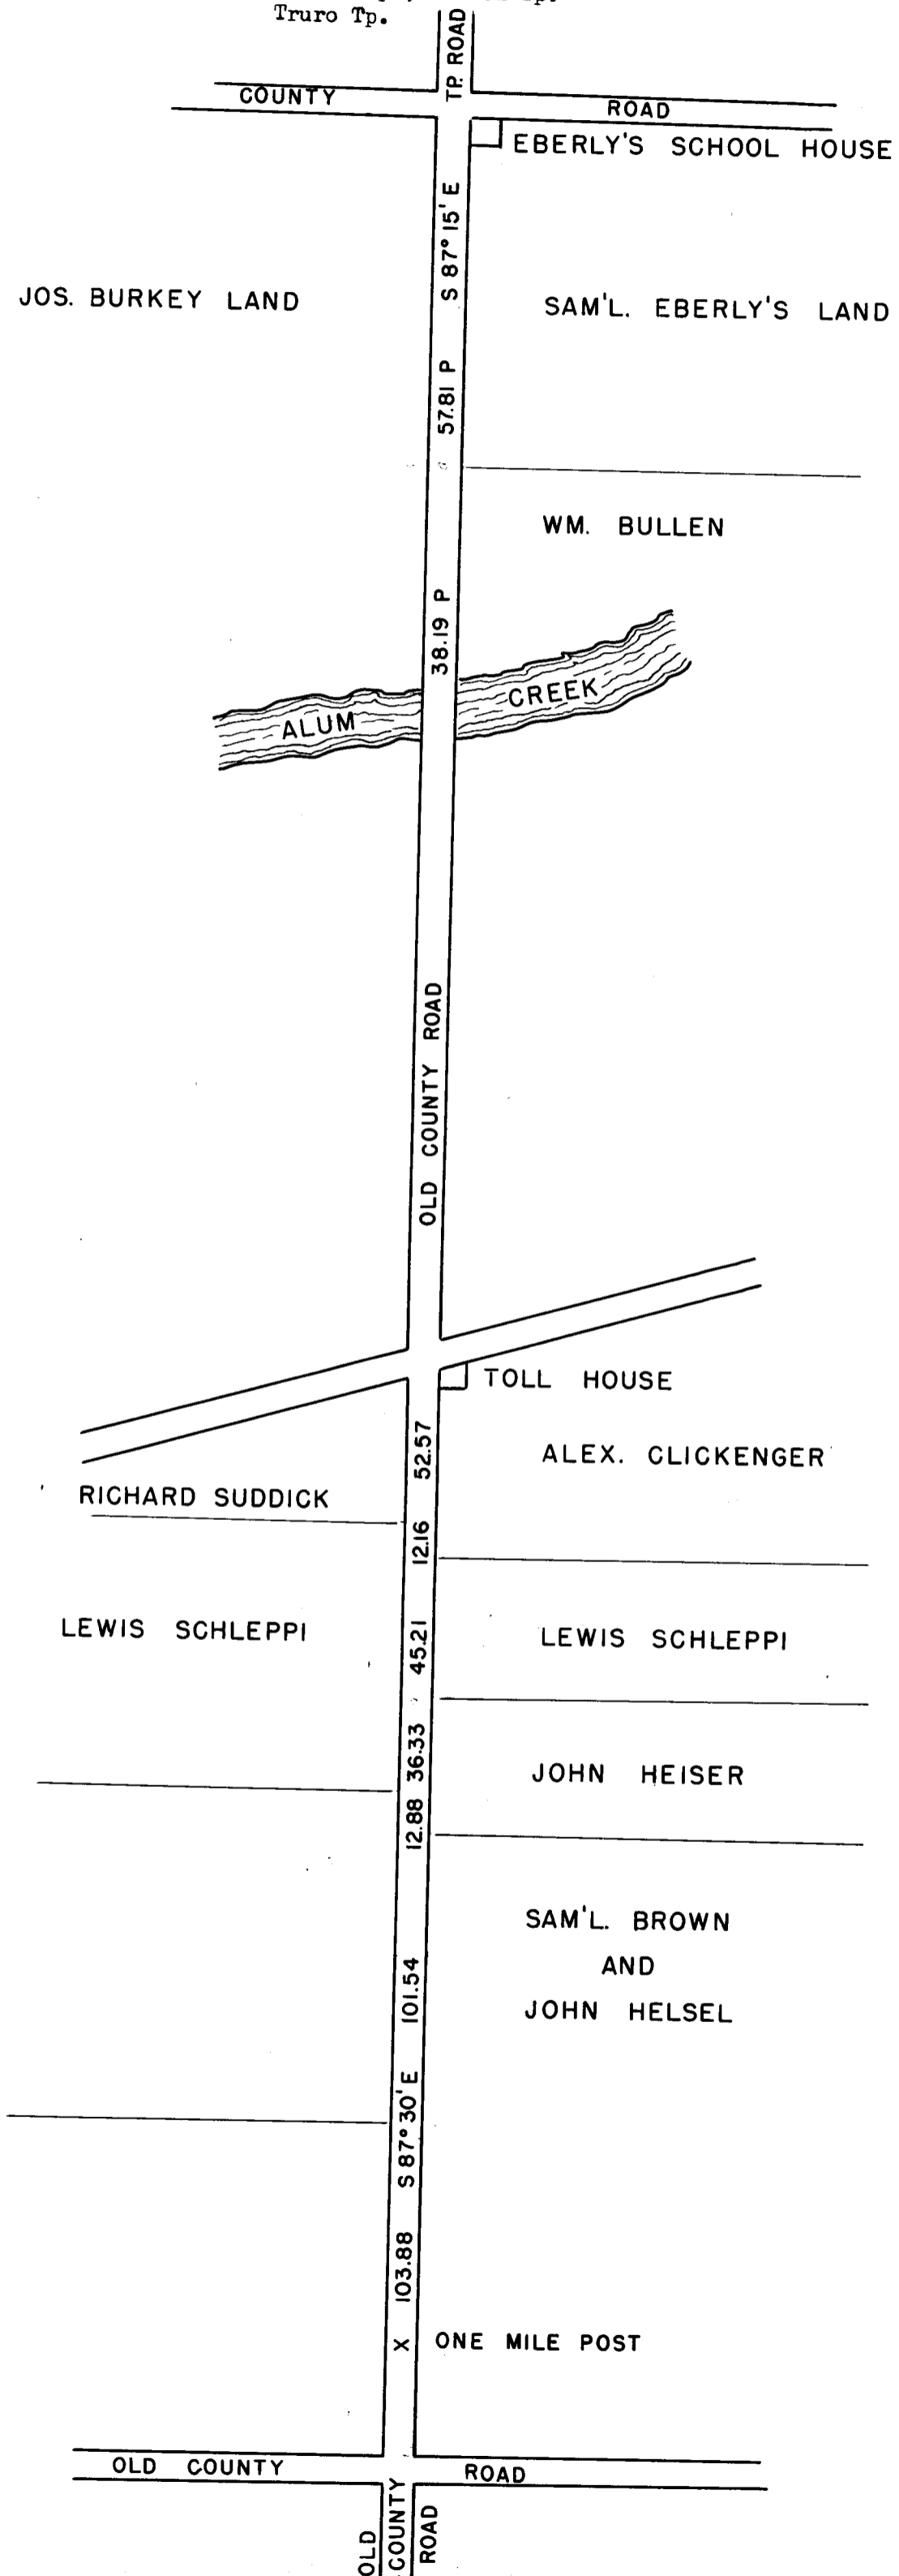 Truro Tp.
TP. ROAD
COUNTY ROAD
EBERLY'S SCHOOL HOUSE
S 87° 15' E
JOS. BURKEY LAND
SAM'L. EBERLY'S LAND
57.81 P
WM. BULLEN
38.19 P
ALUM CREEK
OLD COUNTY ROAD
TOLL HOUSE
52.57
ALEX. CLICKENGER
RICHARD SUDDICK
12.16
LEWIS SCHLEPPI
45.21
LEWIS SCHLEPPI
36.33
JOHN HEISER
12.88
SAM'L. BROWN
AND
JOHN HELSEL
101.54
S 87° 30' E
103.88
X ONE MILE POST
OLD COUNTY ROAD
OLD
COUNTY
ROAD